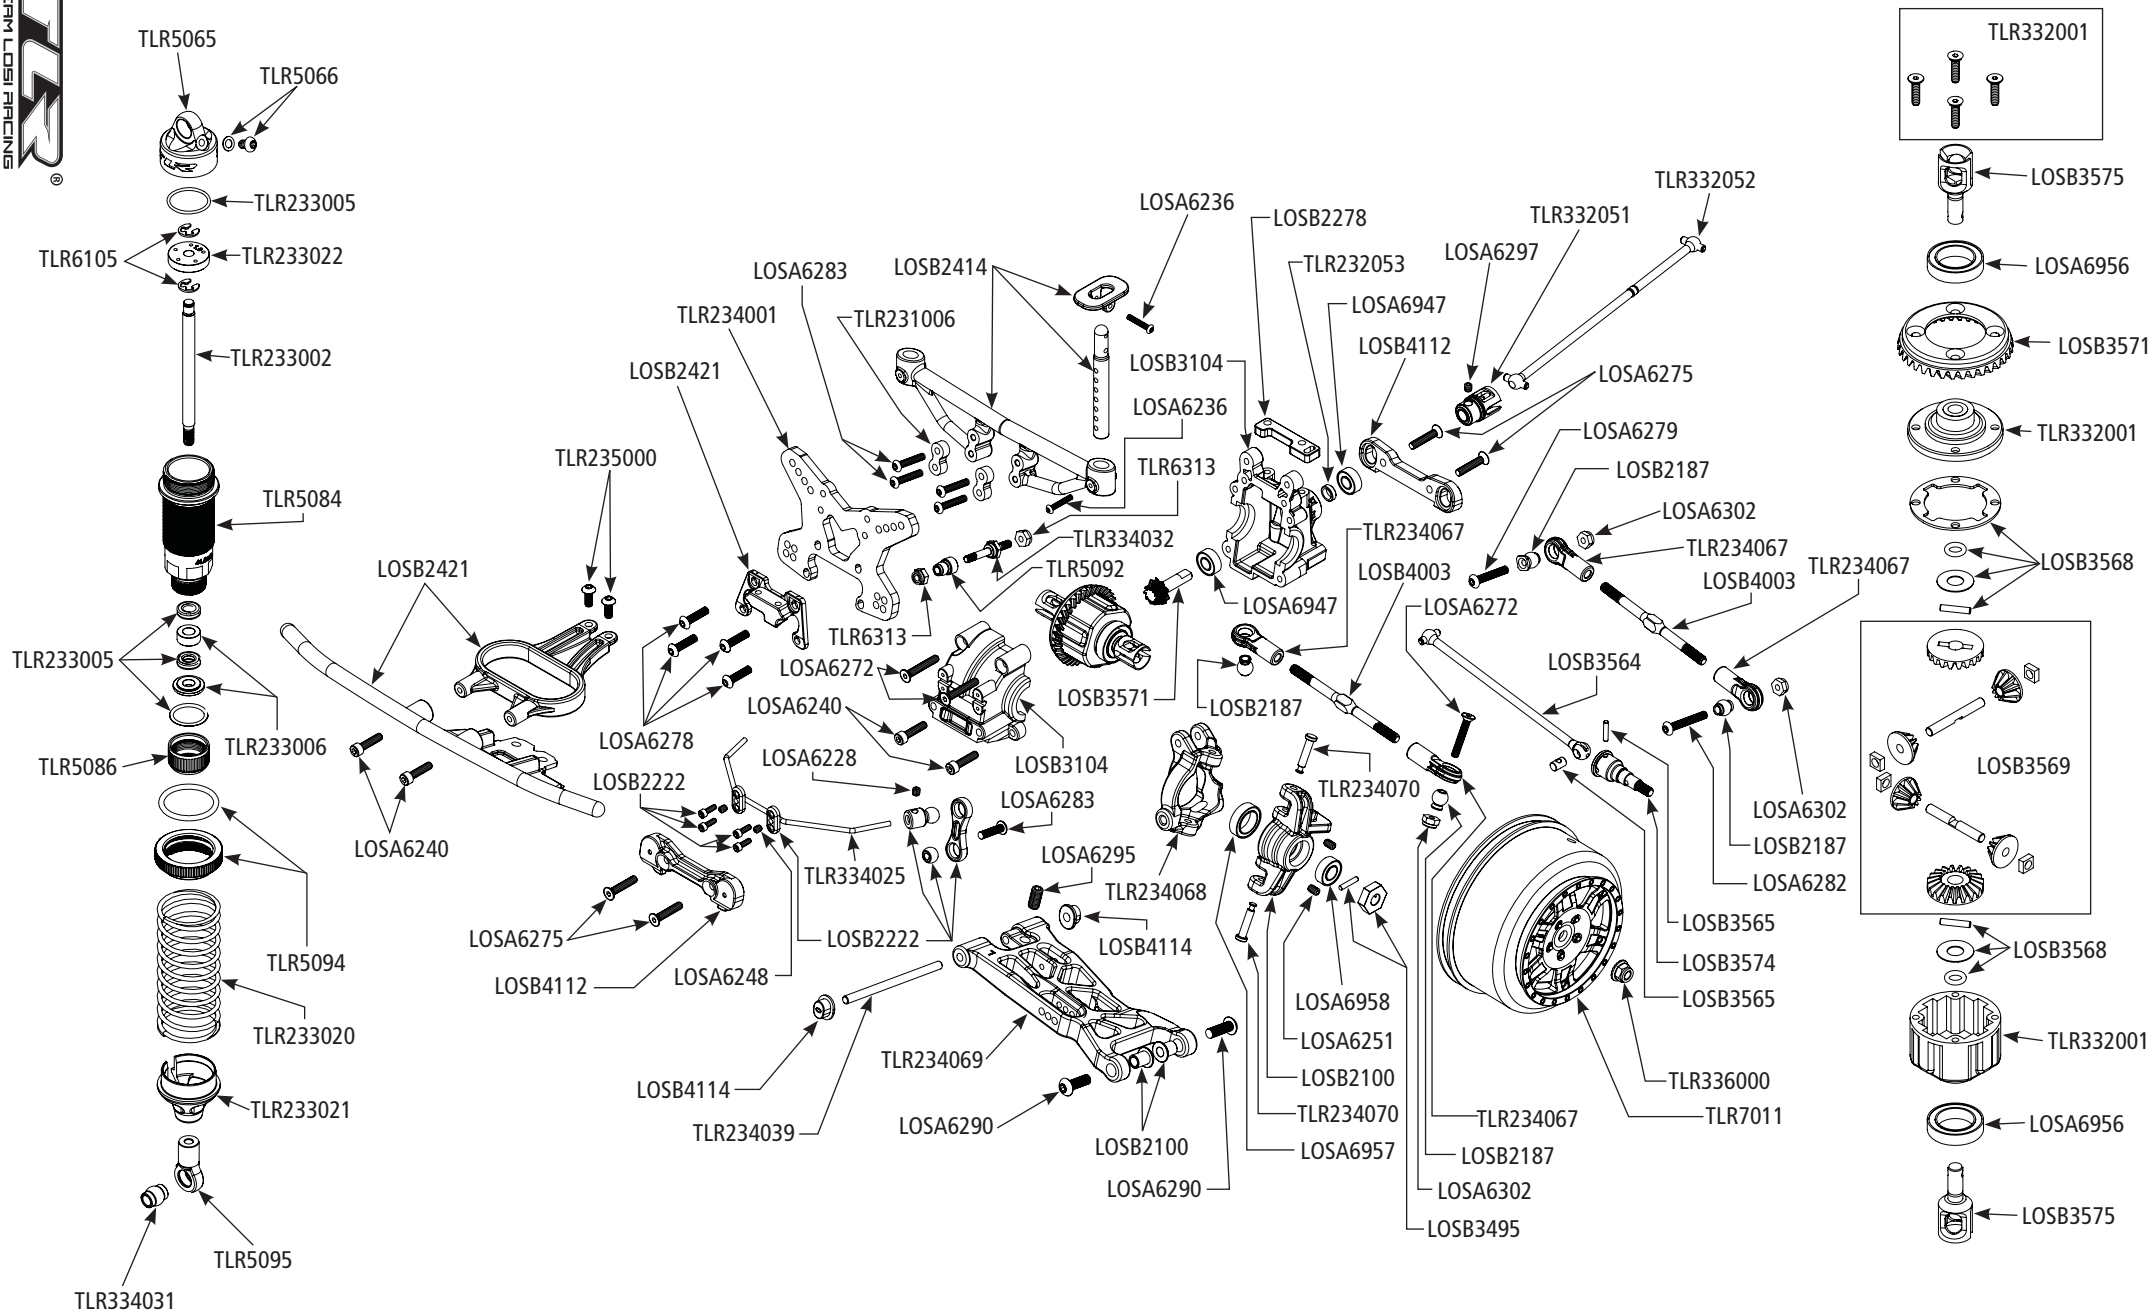 TLR
TEAM LOSI RACING
®
TLR5065
TLR5066
TLR233005
TLR6105
TLR233022
TLR233002
TLR5084
TLR233005
TLR233006
TLR5086
TLR5094
TLR233020
TLR233021
TLR5095
TLR334031
LOSB2421
TLR235000
LOSA6240
LOSB2421
TLR234001
LOSA6283
TLR231006
LOSB2414
LOSA6236
LOSA6236
TLR6313
TLR334032
TLR5092
TLR6313
LOSA6278
LOSA6272
LOSA6240
LOSB3104
LOSB3571
LOSB2222
LOSA6228
LOSA6283
TLR334025
LOSB2222
LOSA6248
LOSA6275
LOSB4112
LOSA6295
LOSB4114
LOSB4114
TLR234039
TLR234069
LOSA6290
LOSB2100
LOSA6290
LOSB2278
LOSB3104
TLR232053
LOSA6947
LOSB4112
LOSA6297
TLR332051
TLR332052
LOSA6275
LOSA6279
LOSB2187
LOSA6302
TLR234067
LOSB4003
TLR234067
TLR234067
LOSB4003
LOSA6272
LOSA6947
LOSB2187
LOSB3564
TLR234070
TLR234068
LOSA6302
LOSB2187
LOSA6282
LOSB3565
LOSB3574
LOSB3565
LOSA6958
LOSA6251
LOSB2100
TLR234070
LOSA6957
TLR336000
TLR7011
TLR234067
LOSB2187
LOSA6302
LOSB3495
TLR332001
LOSB3575
LOSA6956
LOSB3571
TLR332001
LOSB3568
LOSB3569
LOSB3568
TLR332001
LOSA6956
LOSB3575